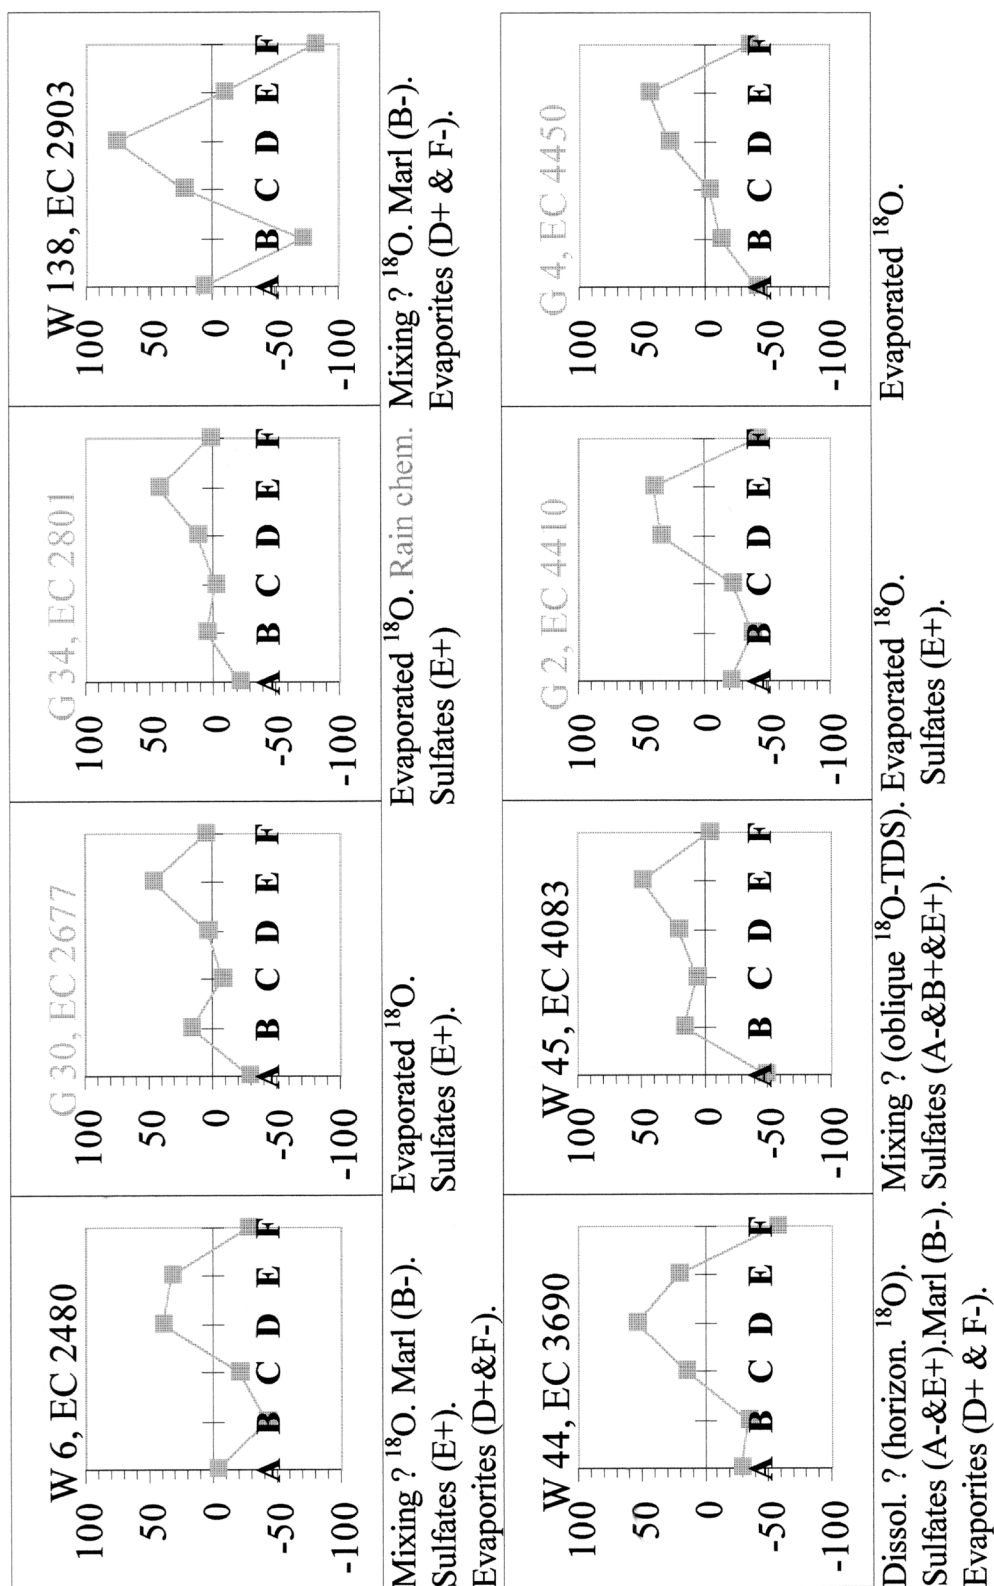 W 6, EC 2480
100
50
0
-50
-100
A B C D E F
Mixing ? ¹⁸O. Marl (B-).
Sulfates (E+).
Evaporites (D+&F-).
G 30, EC 2677
100
50
0
-50
-100
A B C D E F
Evaporated ¹⁸O.
Sulfates (E+).
G 34, EC 2801
100
50
0
-50
-100
A B C D E F
Evaporated ¹⁸O. Rain chem.
Sulfates (E+)
W 138, EC 2903
100
50
0
-50
-100
A B C D E F
Mixing ? ¹⁸O. Marl (B-).
Evaporites (D+ & F-).
W 44, EC 3690
100
50
0
-50
-100
A B C D E F
Dissol. ? (horizon. ¹⁸O).
Sulfates (A-&E+).Marl (B-).
Evaporites (D+ & F-).
W 45, EC 4083
100
50
0
-50
-100
A B C D E F
Mixing ? (oblique ¹⁸O-TDS).
Sulfates (A-&B+&E+).
G 2, EC 4410
100
50
0
-50
-100
A B C D E F
Evaporated ¹⁸O.
Sulfates (E+).
G 4, EC 4450
100
50
0
-50
-100
A B C D E F
Evaporated ¹⁸O.